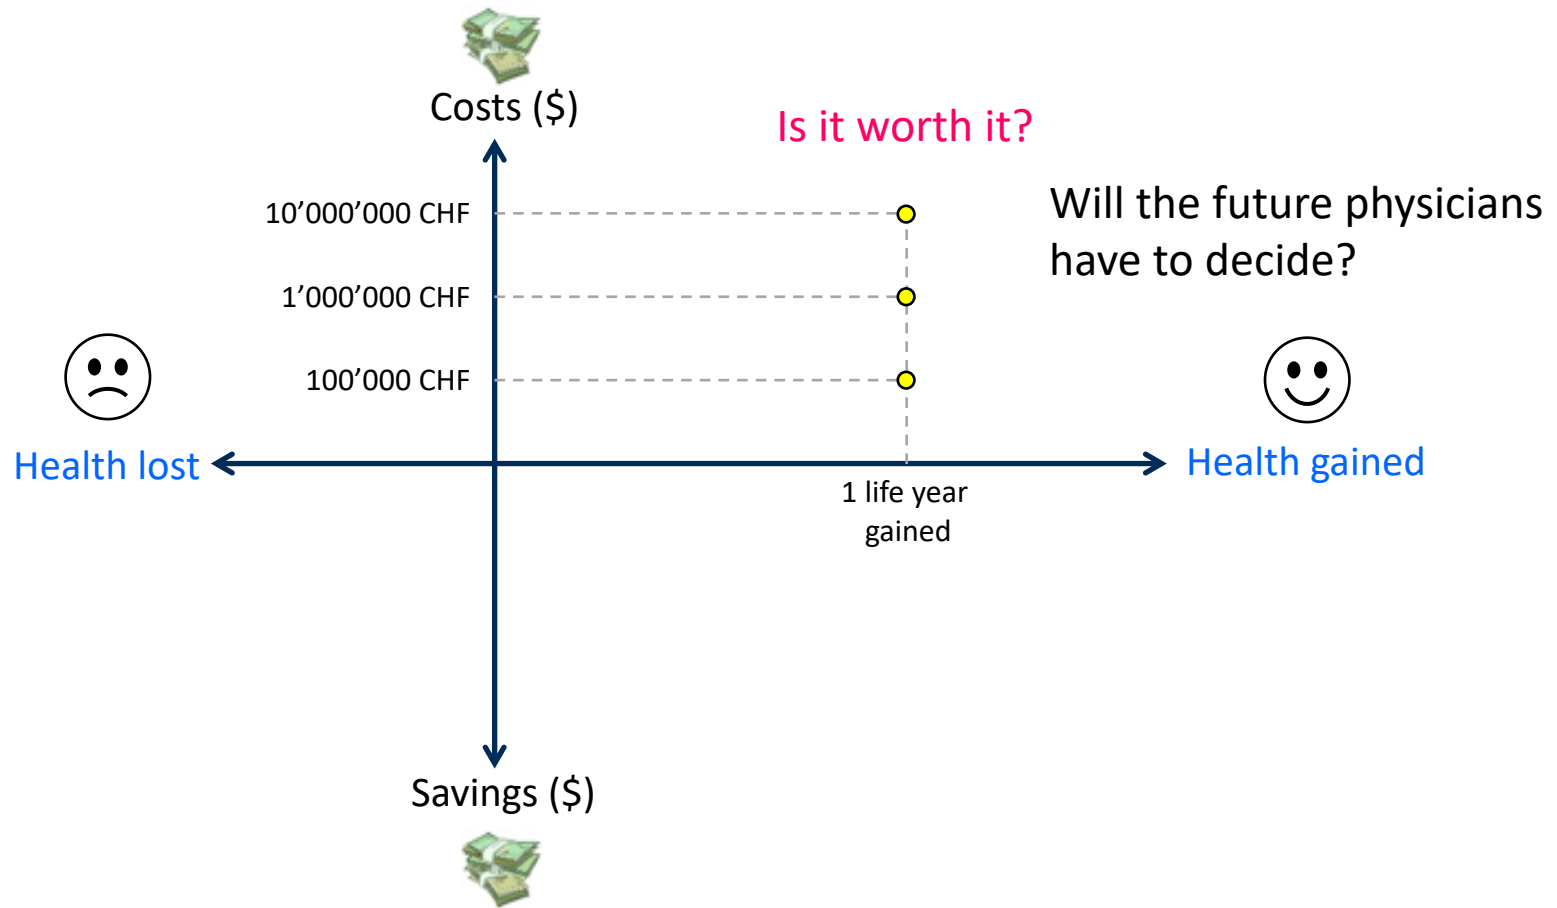 Costs ($)
Is it worth it?
10’000’000 CHF
Will the future physicians
have to decide?
1’000’000 CHF
100’000 CHF
Health lost
Health gained
1 life year
gained
Savings ($)